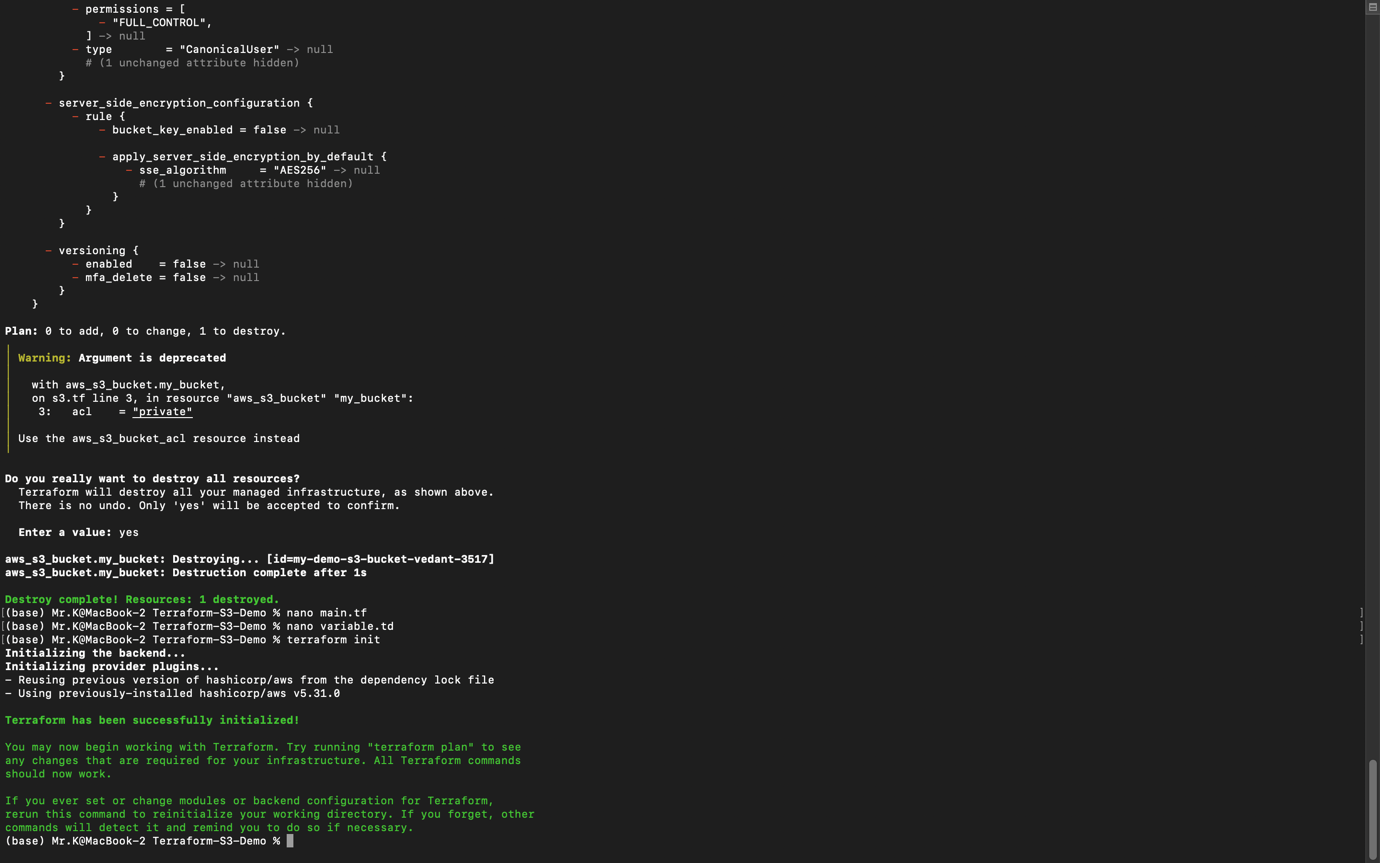 - permissions = [
- "FULL_CONTROL",
] -> null
- type        = "CanonicalUser" -> null
# (1 unchanged attribute hidden)
}
- server_side_encryption_configuration {
- rule {
- bucket_key_enabled = false -> null
- apply_server_side_encryption_by_default {
- sse_algorithm     = "AES256" -> null
# (1 unchanged attribute hidden)
}
}
}
- versioning {
- enabled    = false -> null
- mfa_delete = false -> null
}
}
Plan: 0 to add, 0 to change, 1 to destroy.
Warning: Argument is deprecated
with aws_s3_bucket.my_bucket,
on s3.tf line 3, in resource "aws_s3_bucket" "my_bucket":
3:   acl    = "private"
Use the aws_s3_bucket_acl resource instead
Do you really want to destroy all resources?
Terraform will destroy all your managed infrastructure, as shown above.
There is no undo. Only 'yes' will be accepted to confirm.
Enter a value: yes
aws_s3_bucket.my_bucket: Destroying... [id=my-demo-s3-bucket-vedant-3517]
aws_s3_bucket.my_bucket: Destruction complete after 1s
Destroy complete! Resources: 1 destroyed.
[(base) Mr.K@MacBook-2 Terraform-S3-Demo % nano main.tf ]
[(base) Mr.K@MacBook-2 Terraform-S3-Demo % nano variable.td ]
[(base) Mr.K@MacBook-2 Terraform-S3-Demo % terraform init ]
Initializing the backend...
Initializing provider plugins...
- Reusing previous version of hashicorp/aws from the dependency lock file
- Using previously-installed hashicorp/aws v5.31.0
Terraform has been successfully initialized!
You may now begin working with Terraform. Try running "terraform plan" to see
any changes that are required for your infrastructure. All Terraform commands
should now work.
If you ever set or change modules or backend configuration for Terraform,
rerun this command to reinitialize your working directory. If you forget, other
commands will detect it and remind you to do so if necessary.
(base) Mr.K@MacBook-2 Terraform-S3-Demo %